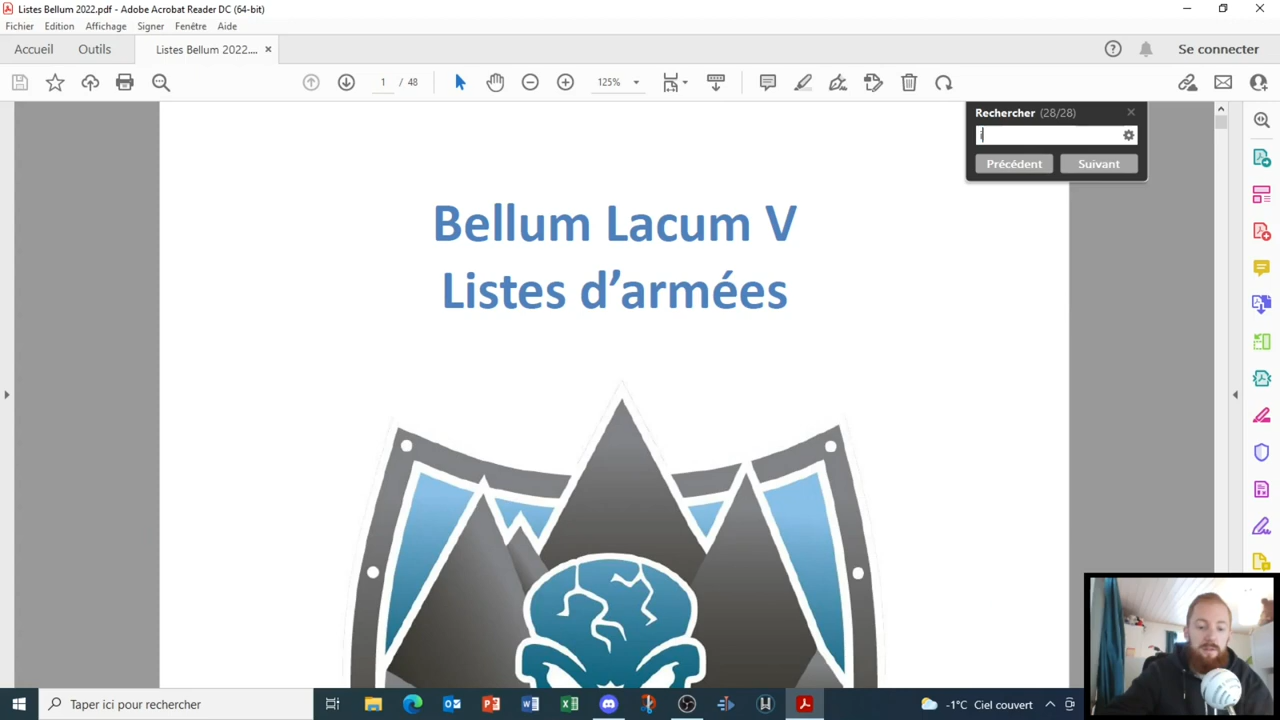 Listes Bellum 2022.pdf - Adobe Acrobat Reader DC (64-bit)
Fichier Edition Affichage Signer Fenêtre Aide
Accueil Outils Listes Bellum 2022.... × Se connecter
1 / 48 125%
Rechercher (28/28)
i
Précédent Suivant
Bellum Lacum V
Listes d’armées
Taper ici pour rechercher
-1°C Ciel couvert